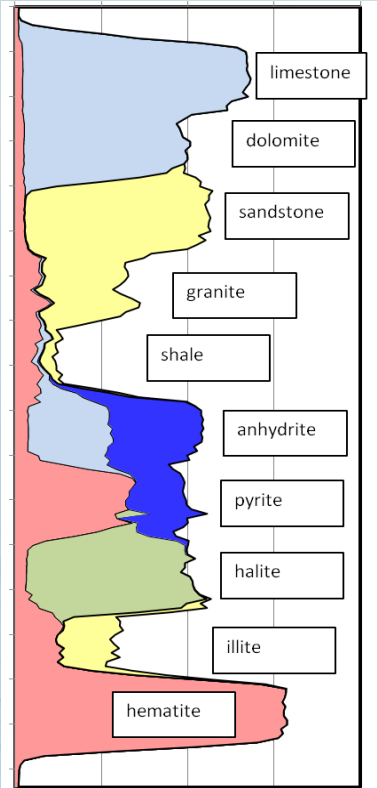 limestone
dolomite
sandstone
granite
shale
anhydrite
pyrite
halite
illite
hematite